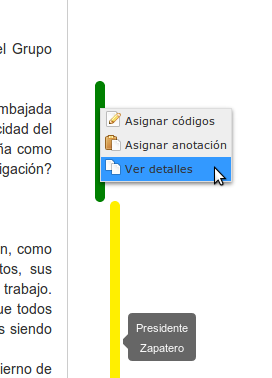 el Grupo
mbajada
cidad del
ña como
igación?
Asignar códigos
Asignar anotación
Ver detalles
n, como
tos, sus
trabajo.
ue todos
s siendo
ierno de
Presidente
Zapatero